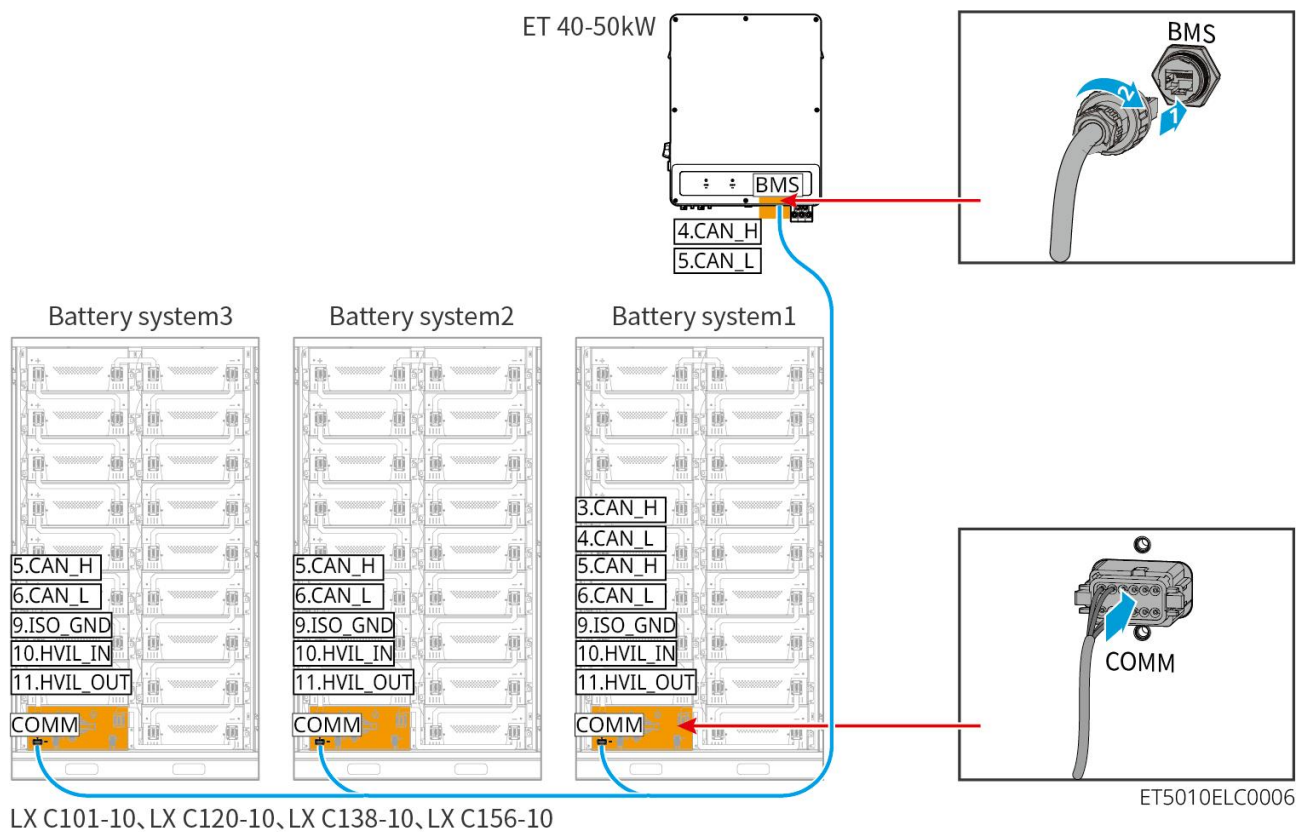 ET 40-50kW
BMS
2
1
BMS
4.CAN_H
5.CAN_L
Battery system3
Battery system2
Battery system1
5.CAN_H
6.CAN_L
9.ISO_GND
10.HVIL_IN
11.HVIL_OUT
COMM
5.CAN_H
6.CAN_L
9.ISO_GND
10.HVIL_IN
11.HVIL_OUT
COMM
3.CAN_H
4.CAN_L
5.CAN_H
6.CAN_L
9.ISO_GND
10.HVIL_IN
11.HVIL_OUT
COMM
COMM
ET5010ELC0006
LX C101-10、LX C120-10、LX C138-10、LX C156-10